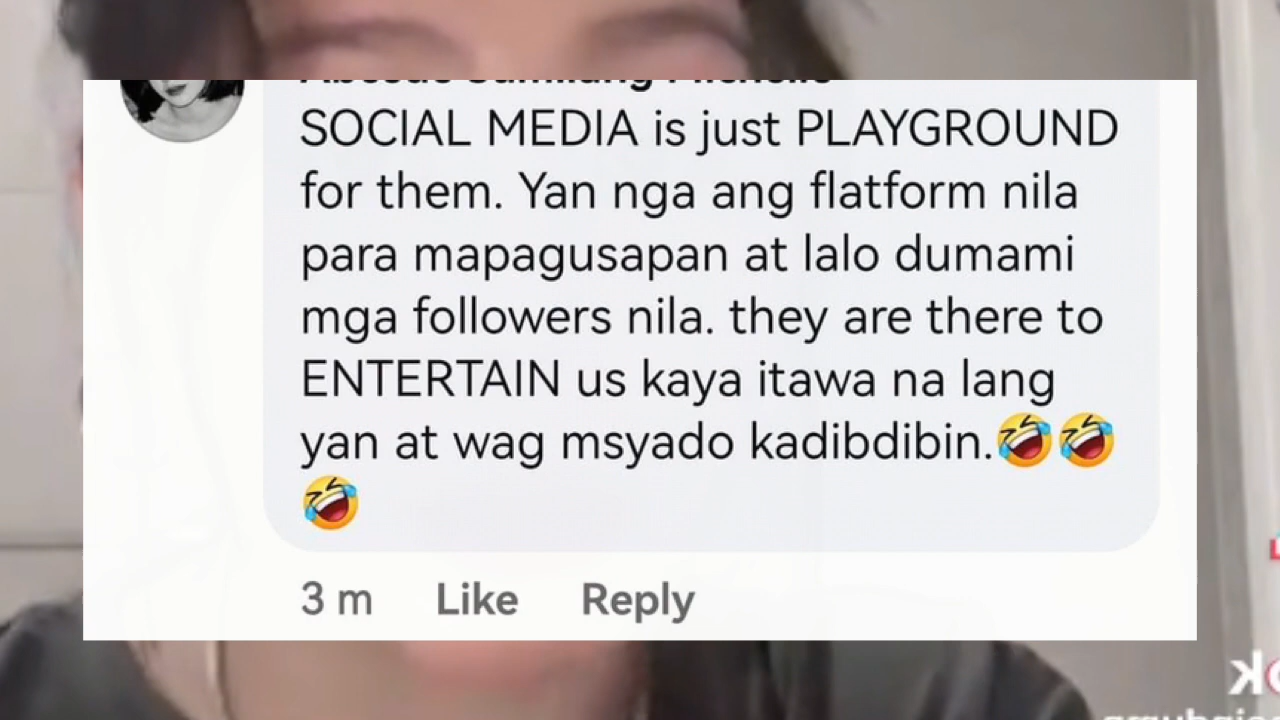 SOCIAL MEDIA is just PLAYGROUND
for them. Yan nga ang flatform nila
para mapagusapan at lalo dumami
mga followers nila. they are there to
ENTERTAIN us kaya itawa na lang
yan at wag msyado kadibdibin.🤣🤣
🤣
3 m Like Reply